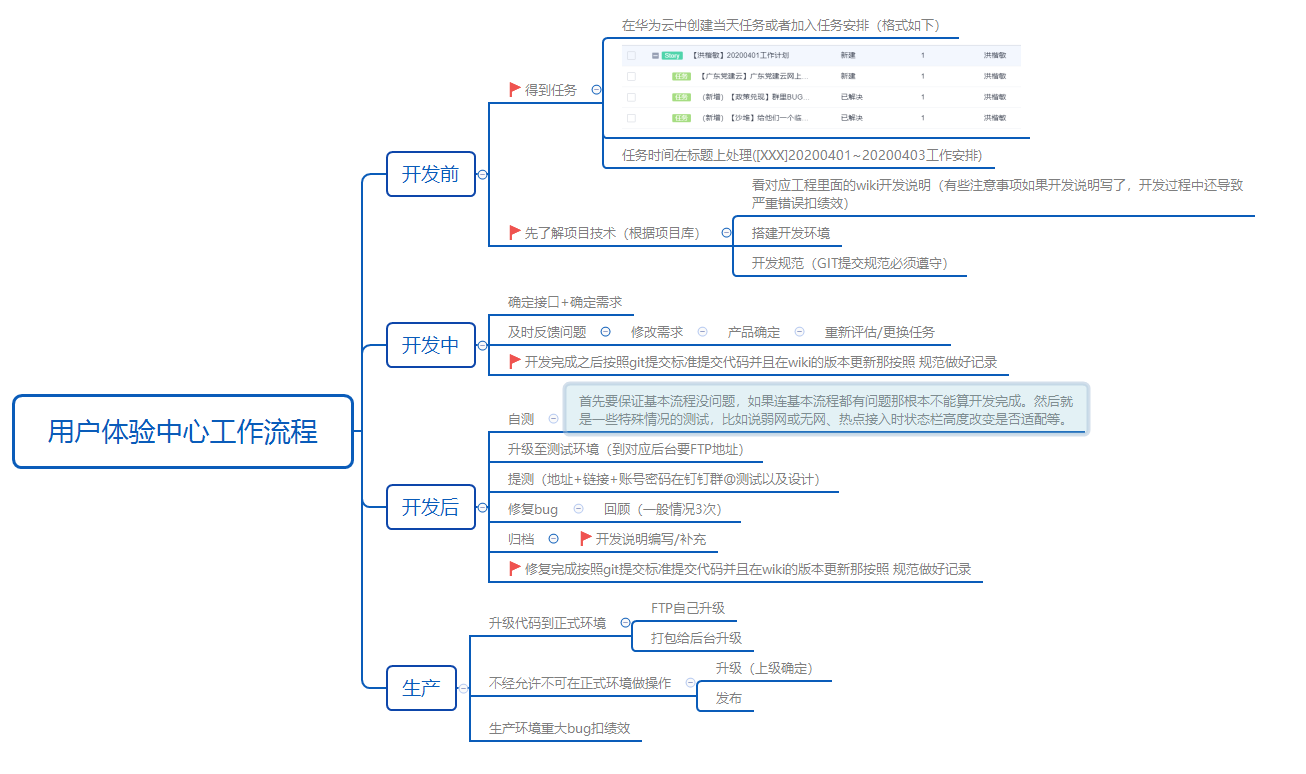 用户体验中心工作流程
开发前
得到任务
在华为云中创建当天任务或者加入任务安排（格式如下）
Story 【洪楷敏】20200401工作计划 新建 1 洪楷敏
任务 【广东党建云】广东党建云网上... 新建 1 洪楷敏
任务 （新增）【政策兑现】群里BUG... 已解决 1 洪楷敏
任务 （新增）【沙堆】给他们一个临... 已解决 1 洪楷敏
任务时间在标题上处理([XXX]20200401~20200403工作安排)
先了解项目技术（根据项目库）
看对应工程里面的wiki开发说明（有些注意事项如果开发说明写了，开发过程中还导致
严重错误扣绩效）
搭建开发环境
开发规范（GIT提交规范必须遵守）
开发中
确定接口+确定需求
及时反馈问题 修改需求 产品确定 重新评估/更换任务
开发完成之后按照git提交标准提交代码并且在wiki的版本更新那按照 规范做好记录
开发后
自测
首先要保证基本流程没问题，如果连基本流程都有问题那根本不能算开发完成。然后就
是一些特殊情况的测试，比如说弱网或无网、热点接入时状态栏高度改变是否适配等。
升级至测试环境（到对应后台要FTP地址）
提测（地址+链接+账号密码在钉钉群@测试以及设计）
修复bug 回顾（一般情况3次）
归档 开发说明编写/补充
修复完成按照git提交标准提交代码并且在wiki的版本更新那按照 规范做好记录
生产
升级代码到正式环境
FTP自己升级
打包给后台升级
不经允许不可在正式环境做操作
升级（上级确定）
发布
生产环境重大bug扣绩效